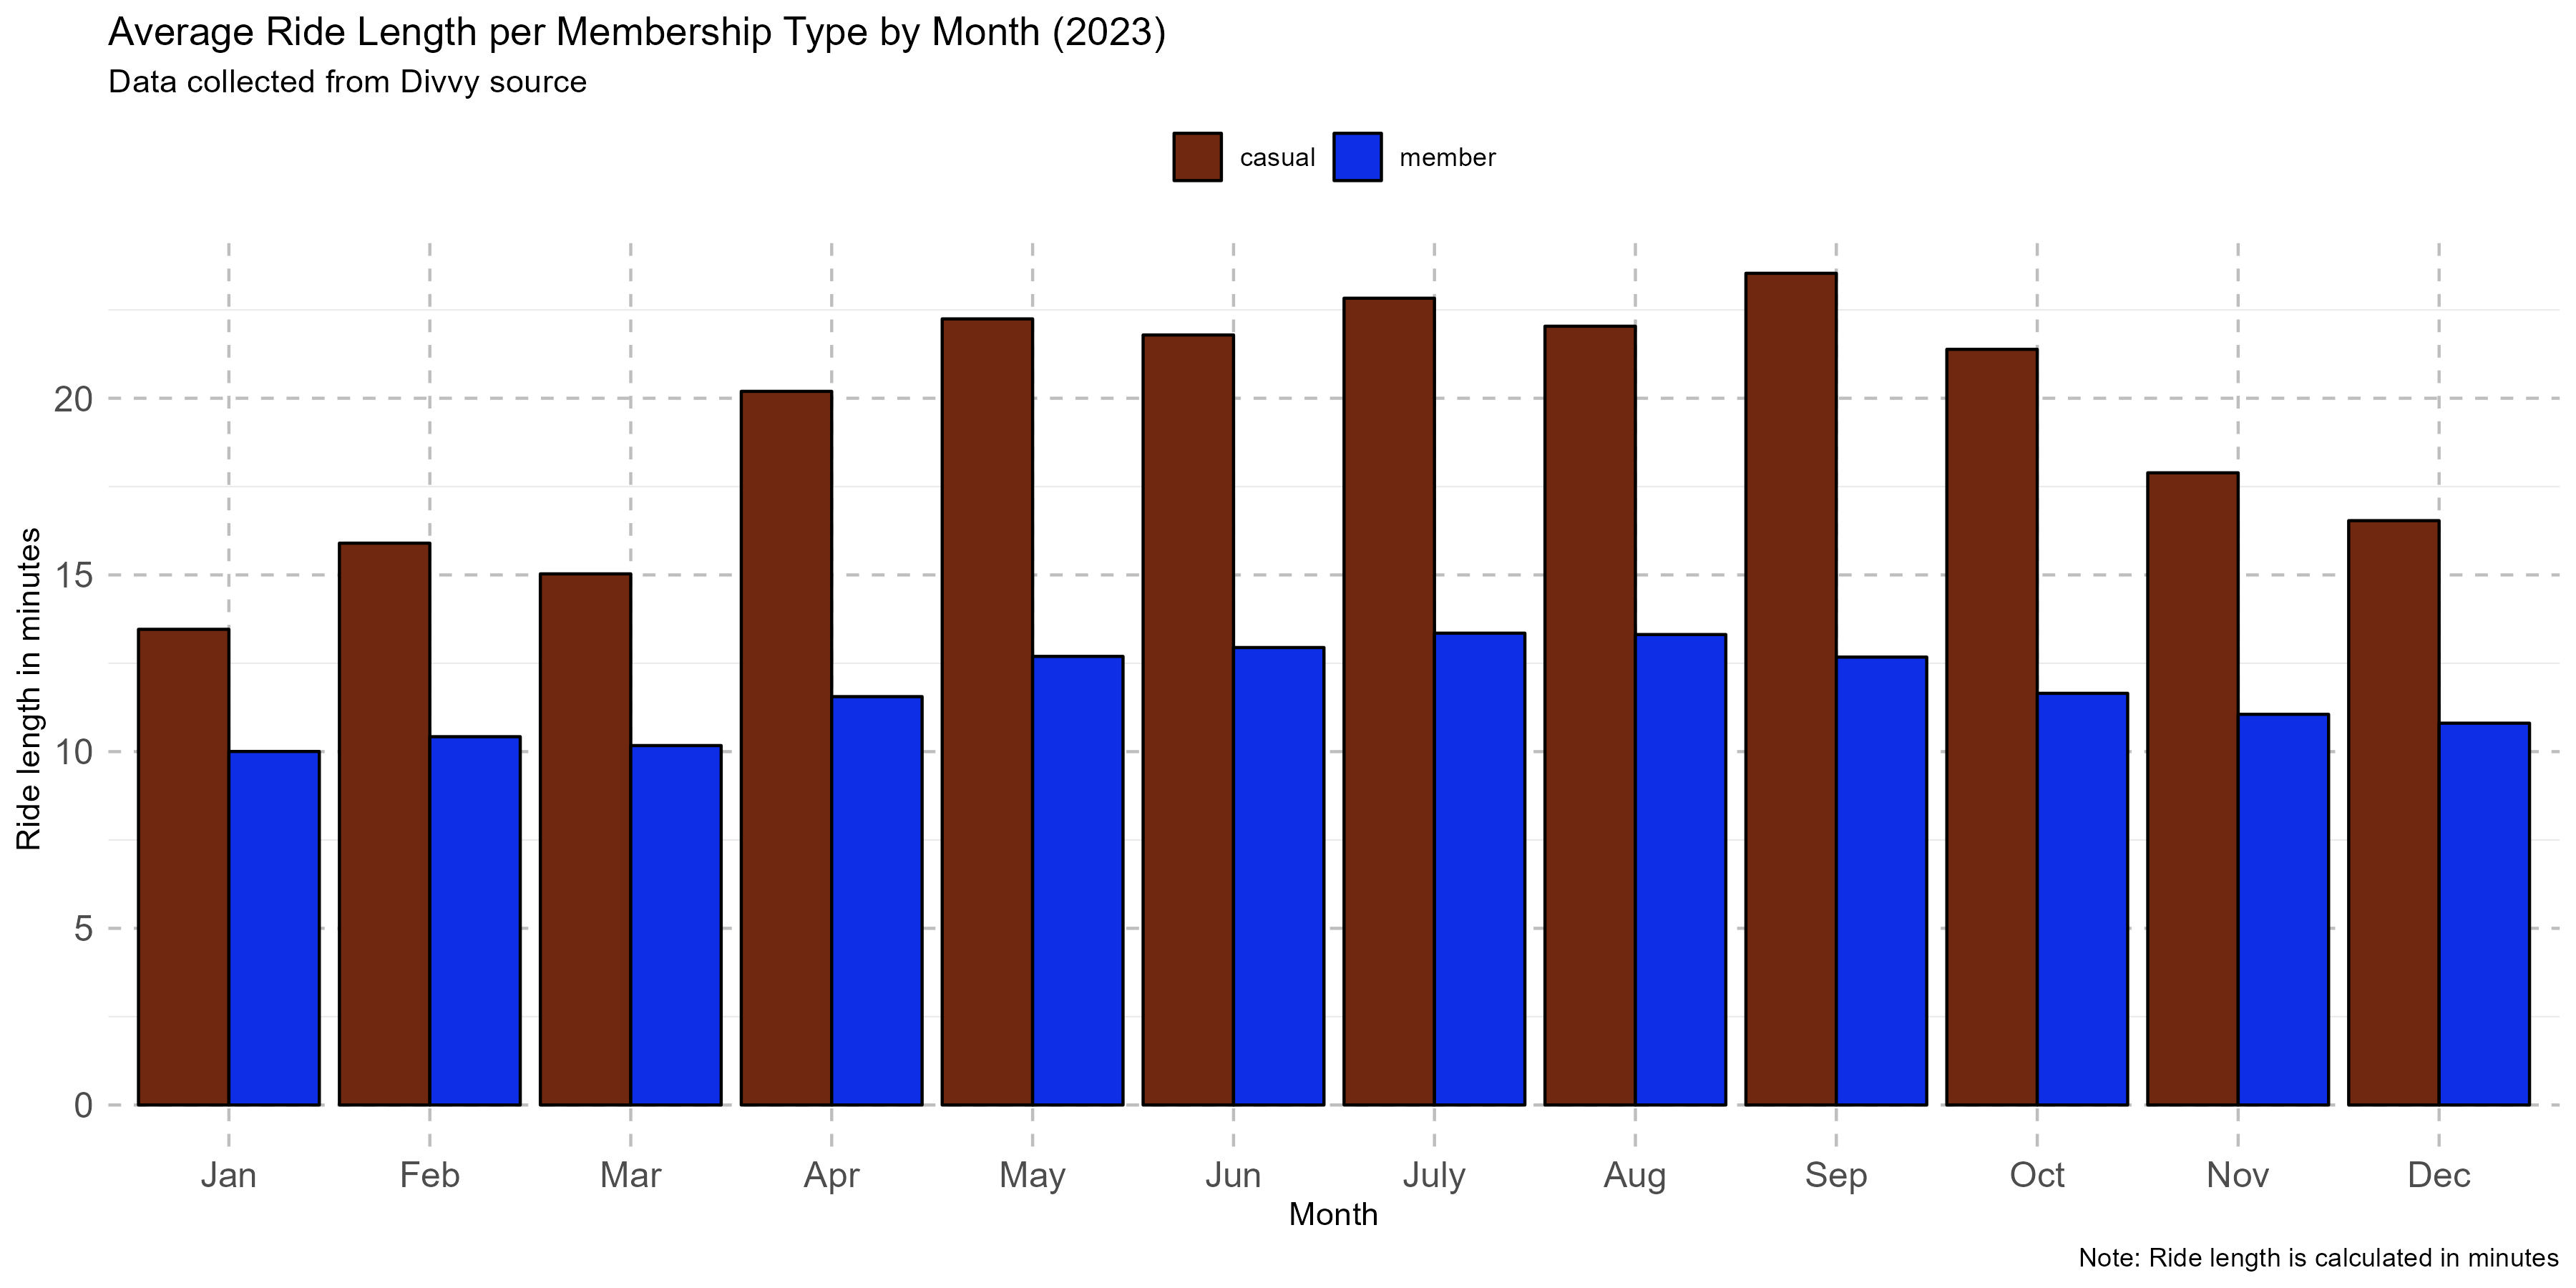 Average Ride Length per Membership Type by Month (2023)
Data collected from Divvy source
casual member
Ride length in minutes
20
15
10
5
0
Jan Feb Mar Apr May Jun July Aug Sep Oct Nov Dec
Month
Note: Ride length is calculated in minutes